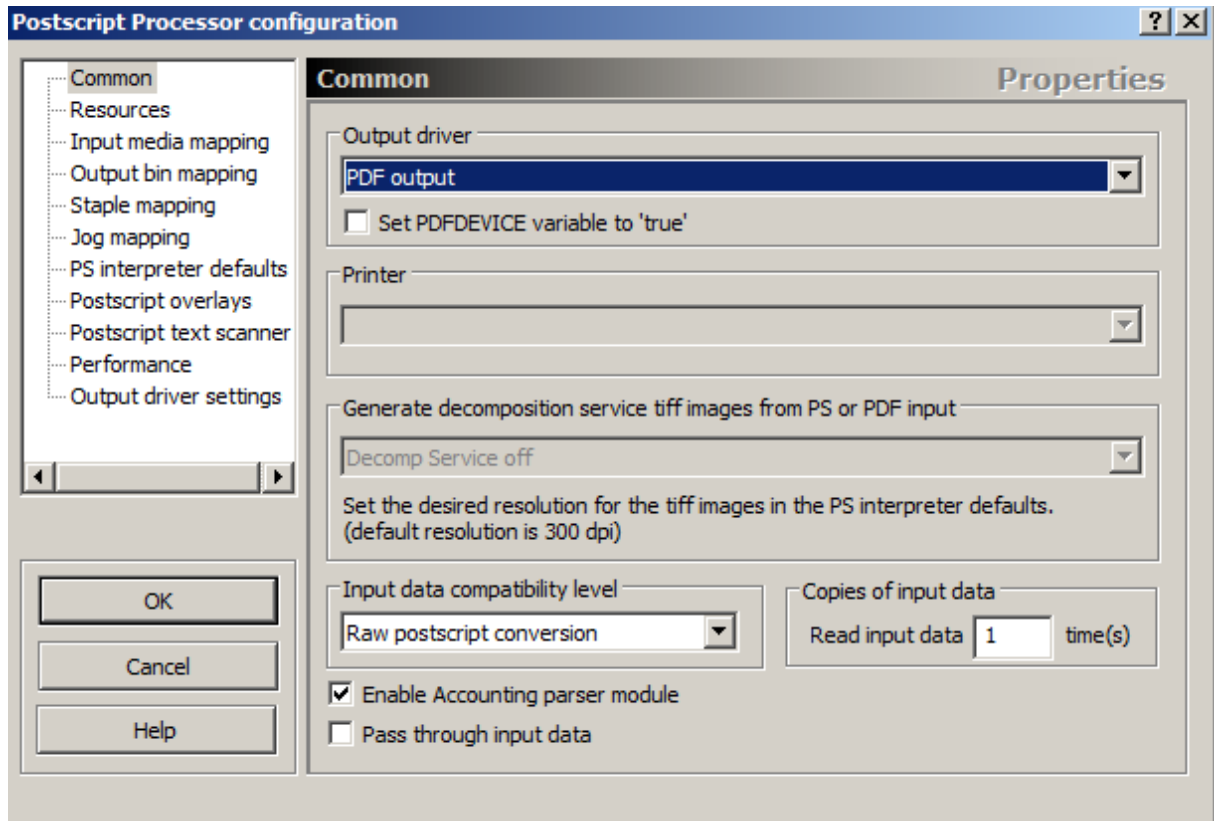 Postscript Processor configuration
Common
Resources
Input media mapping
Output bin mapping
Staple mapping
Jog mapping
PS interpreter defaults
Postscript overlays
Postscript text scanner
Performance
Output driver settings
OK
Cancel
Help
Common Properties
Output driver
PDF output
Set PDFDEVICE variable to 'true'
Printer
Generate decomposition service tiff images from PS or PDF input
Decomp Service off
Set the desired resolution for the tiff images in the PS interpreter defaults.
(default resolution is 300 dpi)
Input data compatibility level
Raw postscript conversion
Copies of input data
Read input data 1 time(s)
Enable Accounting parser module
Pass through input data